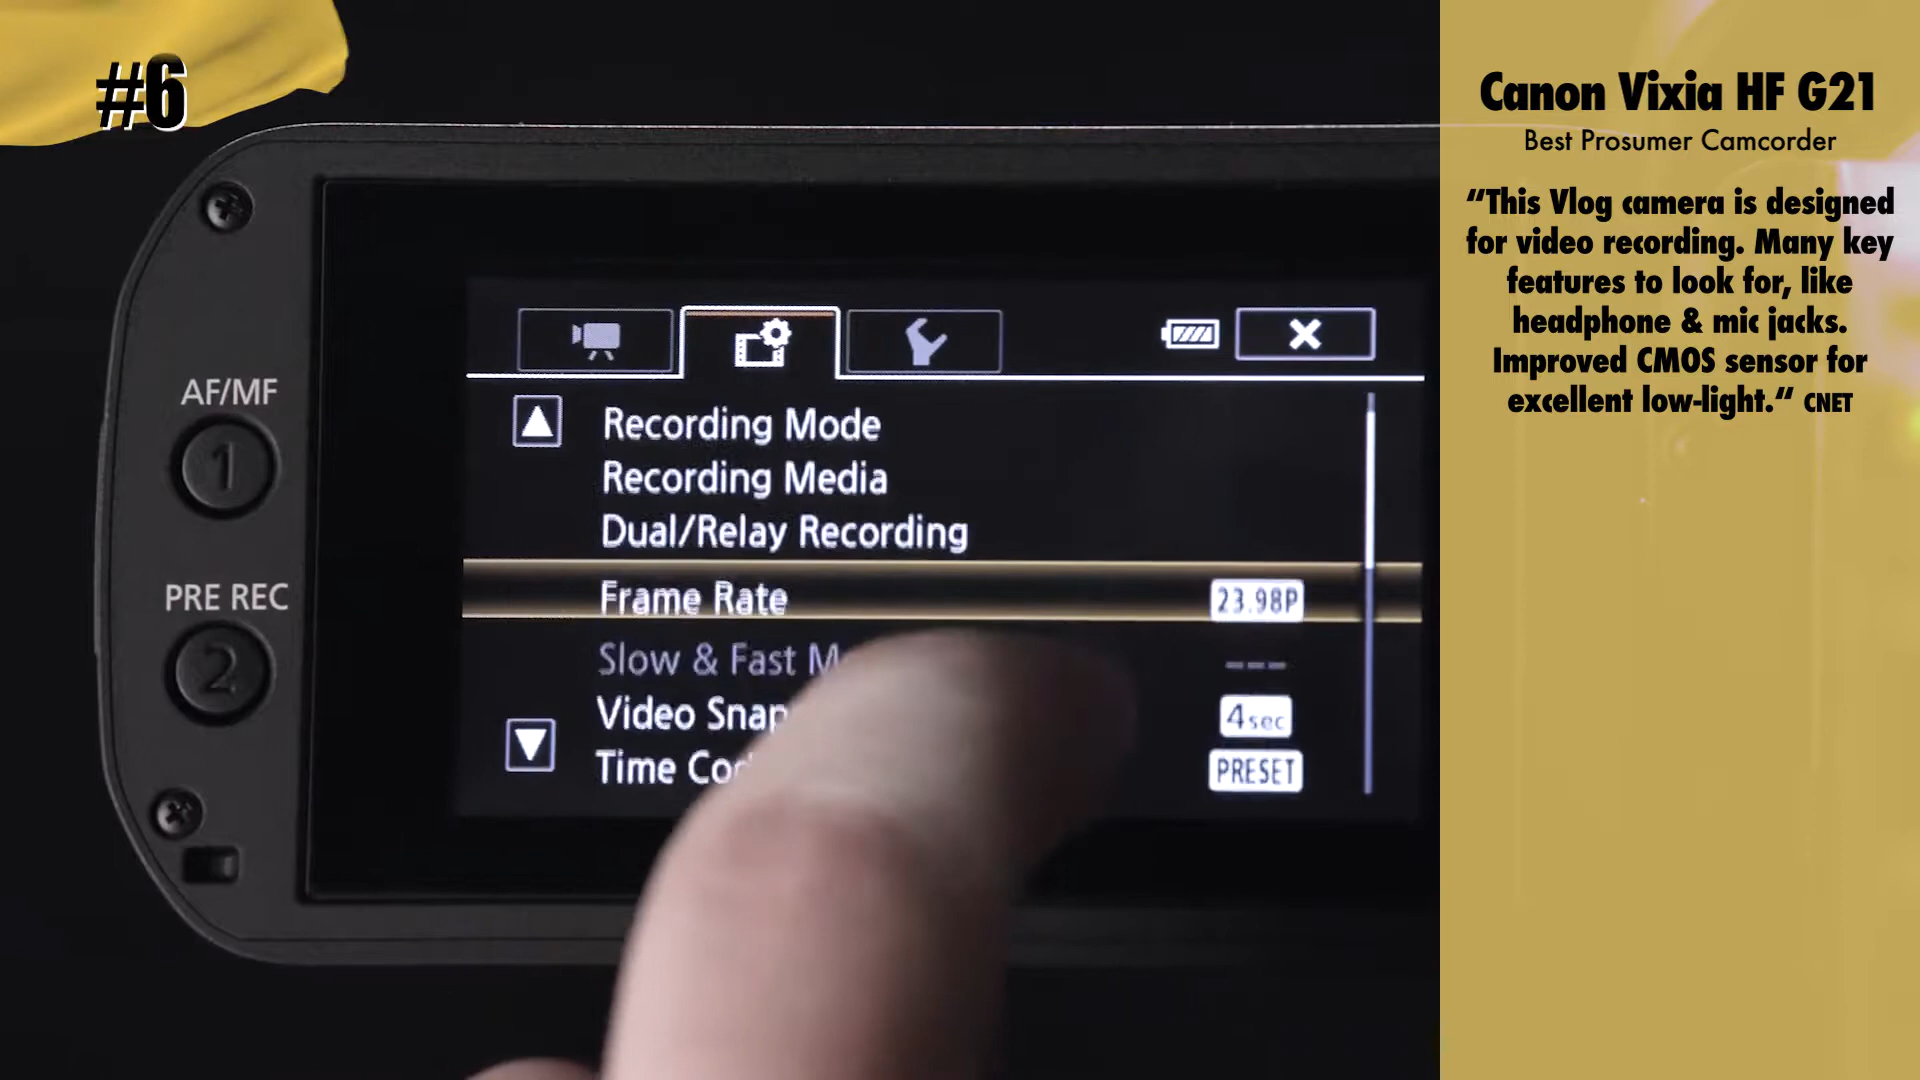 #6
Canon Vixia HF G21
Best Prosumer Camcorder
“This Vlog camera is designed
for video recording. Many key
features to look for, like
headphone & mic jacks.
Improved CMOS sensor for
excellent low-light.“ CNET
AF/MF
1
PRE REC
2
Recording Mode
Recording Media
Dual/Relay Recording
Frame Rate 23.98P
Slow & Fast
Video 4sec
Time PRESET